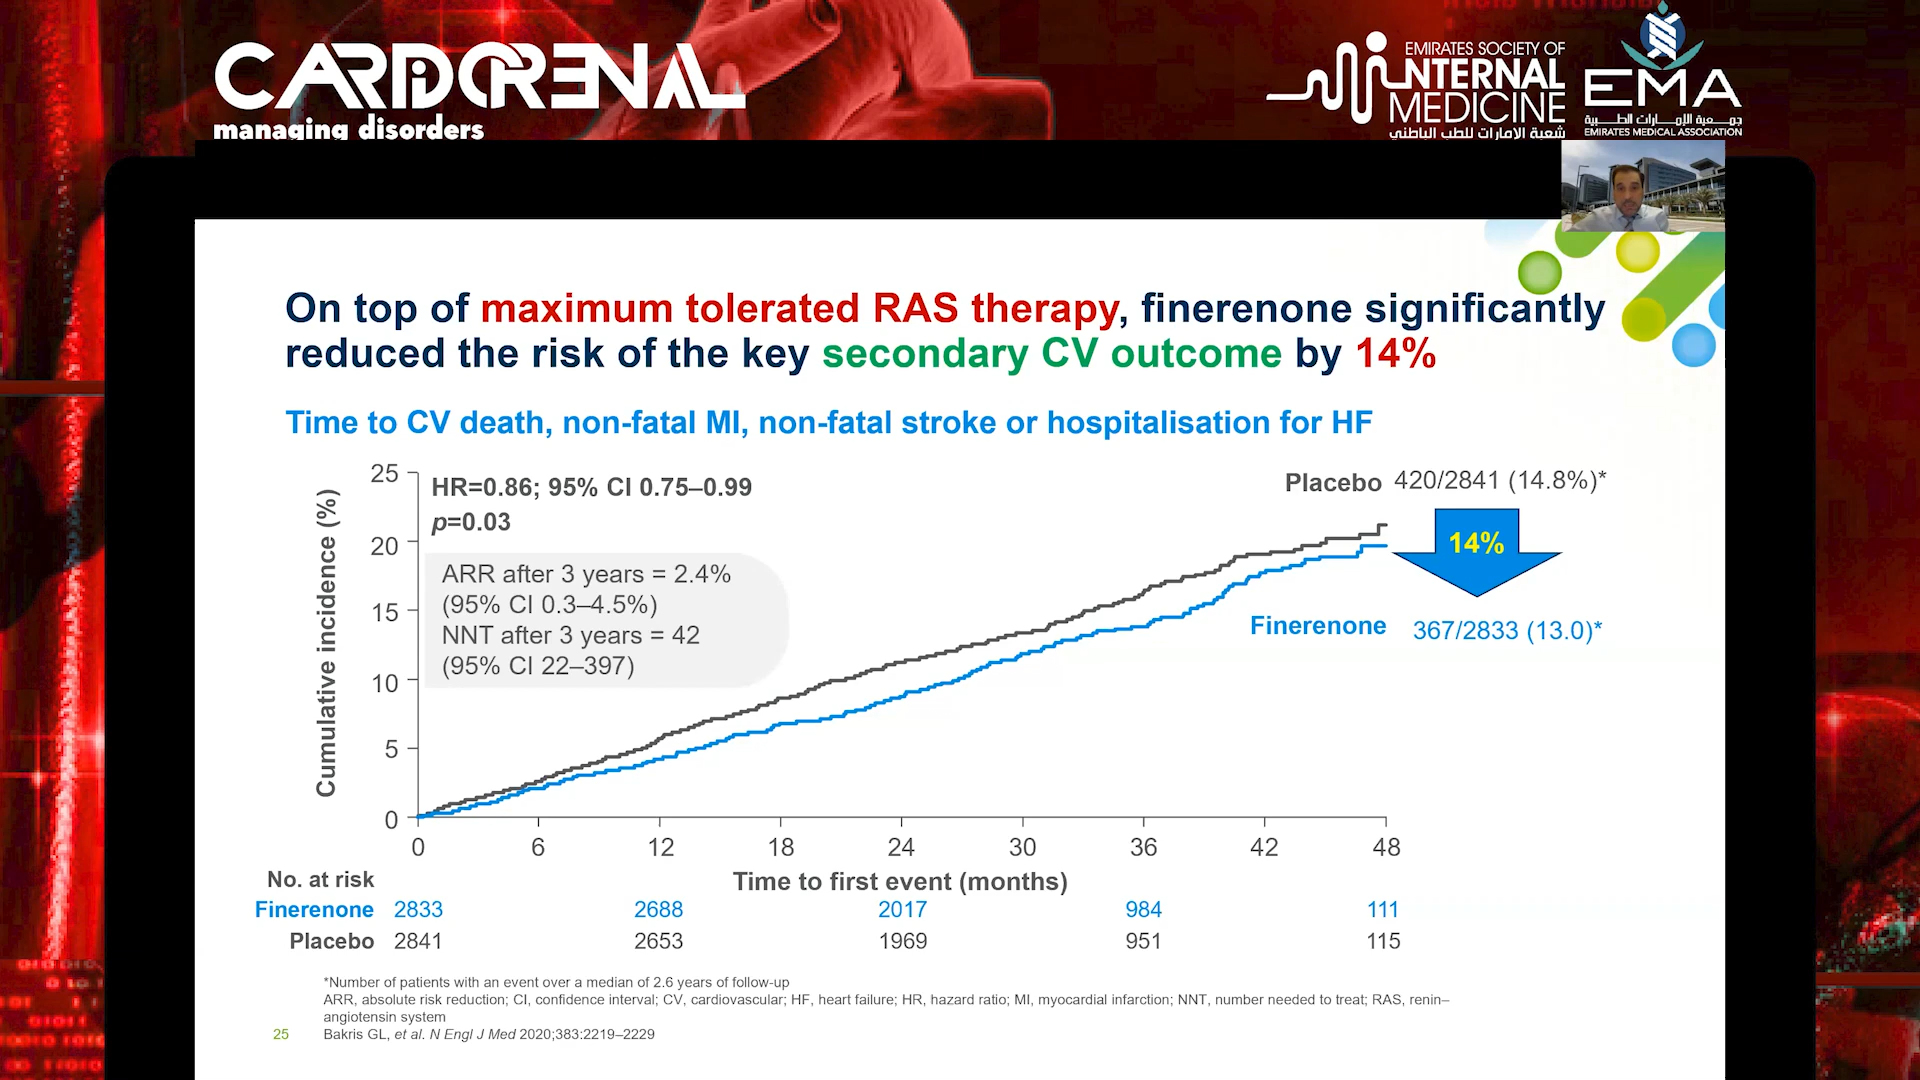 CARDIORENAL
managing disorders
EMIRATES SOCIETY OF
INTERNAL
MEDICINE
شعبة الإمارات للطب الباطني
EMA
جمعية الإمارات الطبية
EMIRATES MEDICAL ASSOCIATION
On top of maximum tolerated RAS therapy, finerenone significantly
reduced the risk of the key secondary CV outcome by 14%
Time to CV death, non-fatal MI, non-fatal stroke or hospitalisation for HF
Cumulative incidence (%)
25
20
15
10
5
0
HR=0.86; 95% CI 0.75–0.99
p=0.03
ARR after 3 years = 2.4%
(95% CI 0.3–4.5%)
NNT after 3 years = 42
(95% CI 22–397)
Placebo 420/2841 (14.8%)*
14%
Finerenone 367/2833 (13.0)*
0 6 12 18 24 30 36 42 48
Time to first event (months)
No. at risk
Finerenone 2833 2688 2017 984 111
Placebo 2841 2653 1969 951 115
*Number of patients with an event over a median of 2.6 years of follow-up
ARR, absolute risk reduction; CI, confidence interval; CV, cardiovascular; HF, heart failure; HR, hazard ratio; MI, myocardial infarction; NNT, number needed to treat; RAS, renin–
angiotensin system
25 Bakris GL, et al. N Engl J Med 2020;383:2219–2229